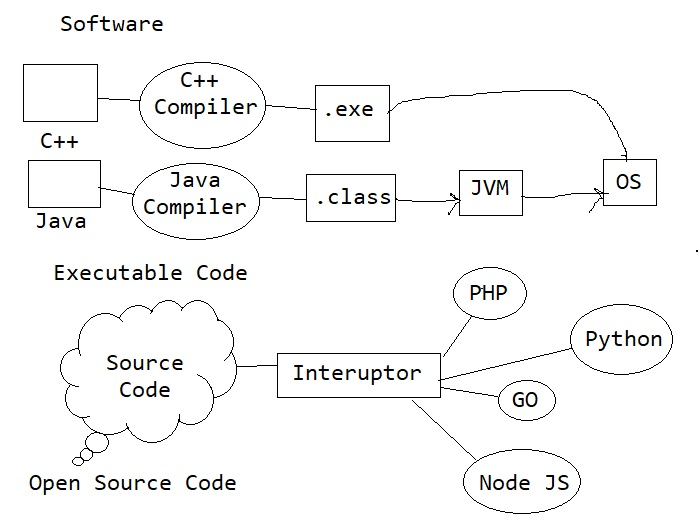 Software
C++
Compiler
.exe
C++
Java
Compiler
.class
JVM
OS
Java
Executable Code
PHP
Python
Source
Code
Interuptor
GO
Open Source Code
Node JS